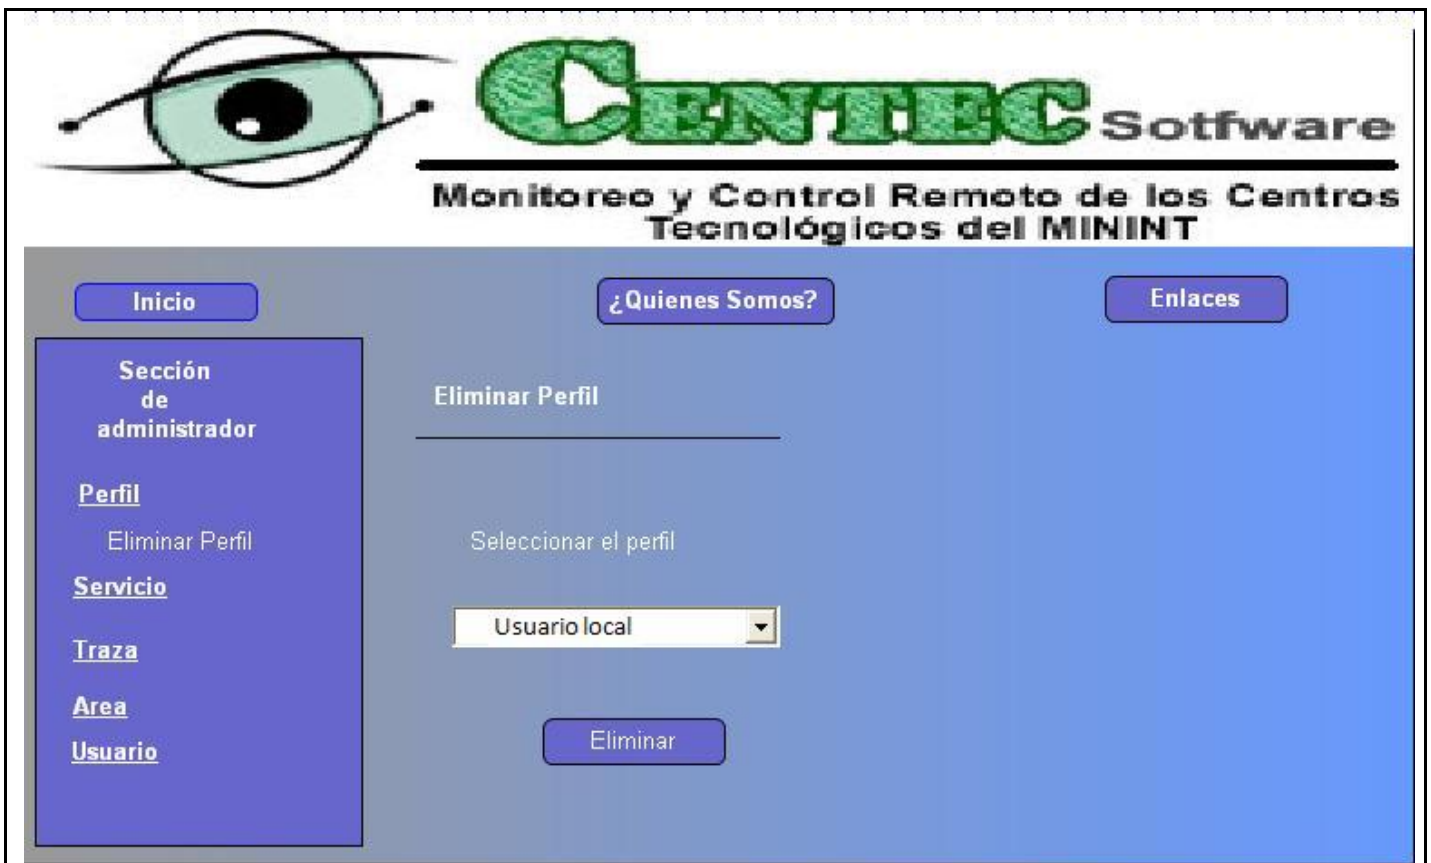 CENTEC Sotfware
Monitoreo y Control Remoto de los Centros
Tecnológicos del MININT
Inicio
¿Quienes Somos?
Enlaces
Sección
de
administrador
Perfil
Eliminar Perfil
Servicio
Traza
Area
Usuario
Eliminar Perfil
Seleccionar el perfil
Usuario local
Eliminar